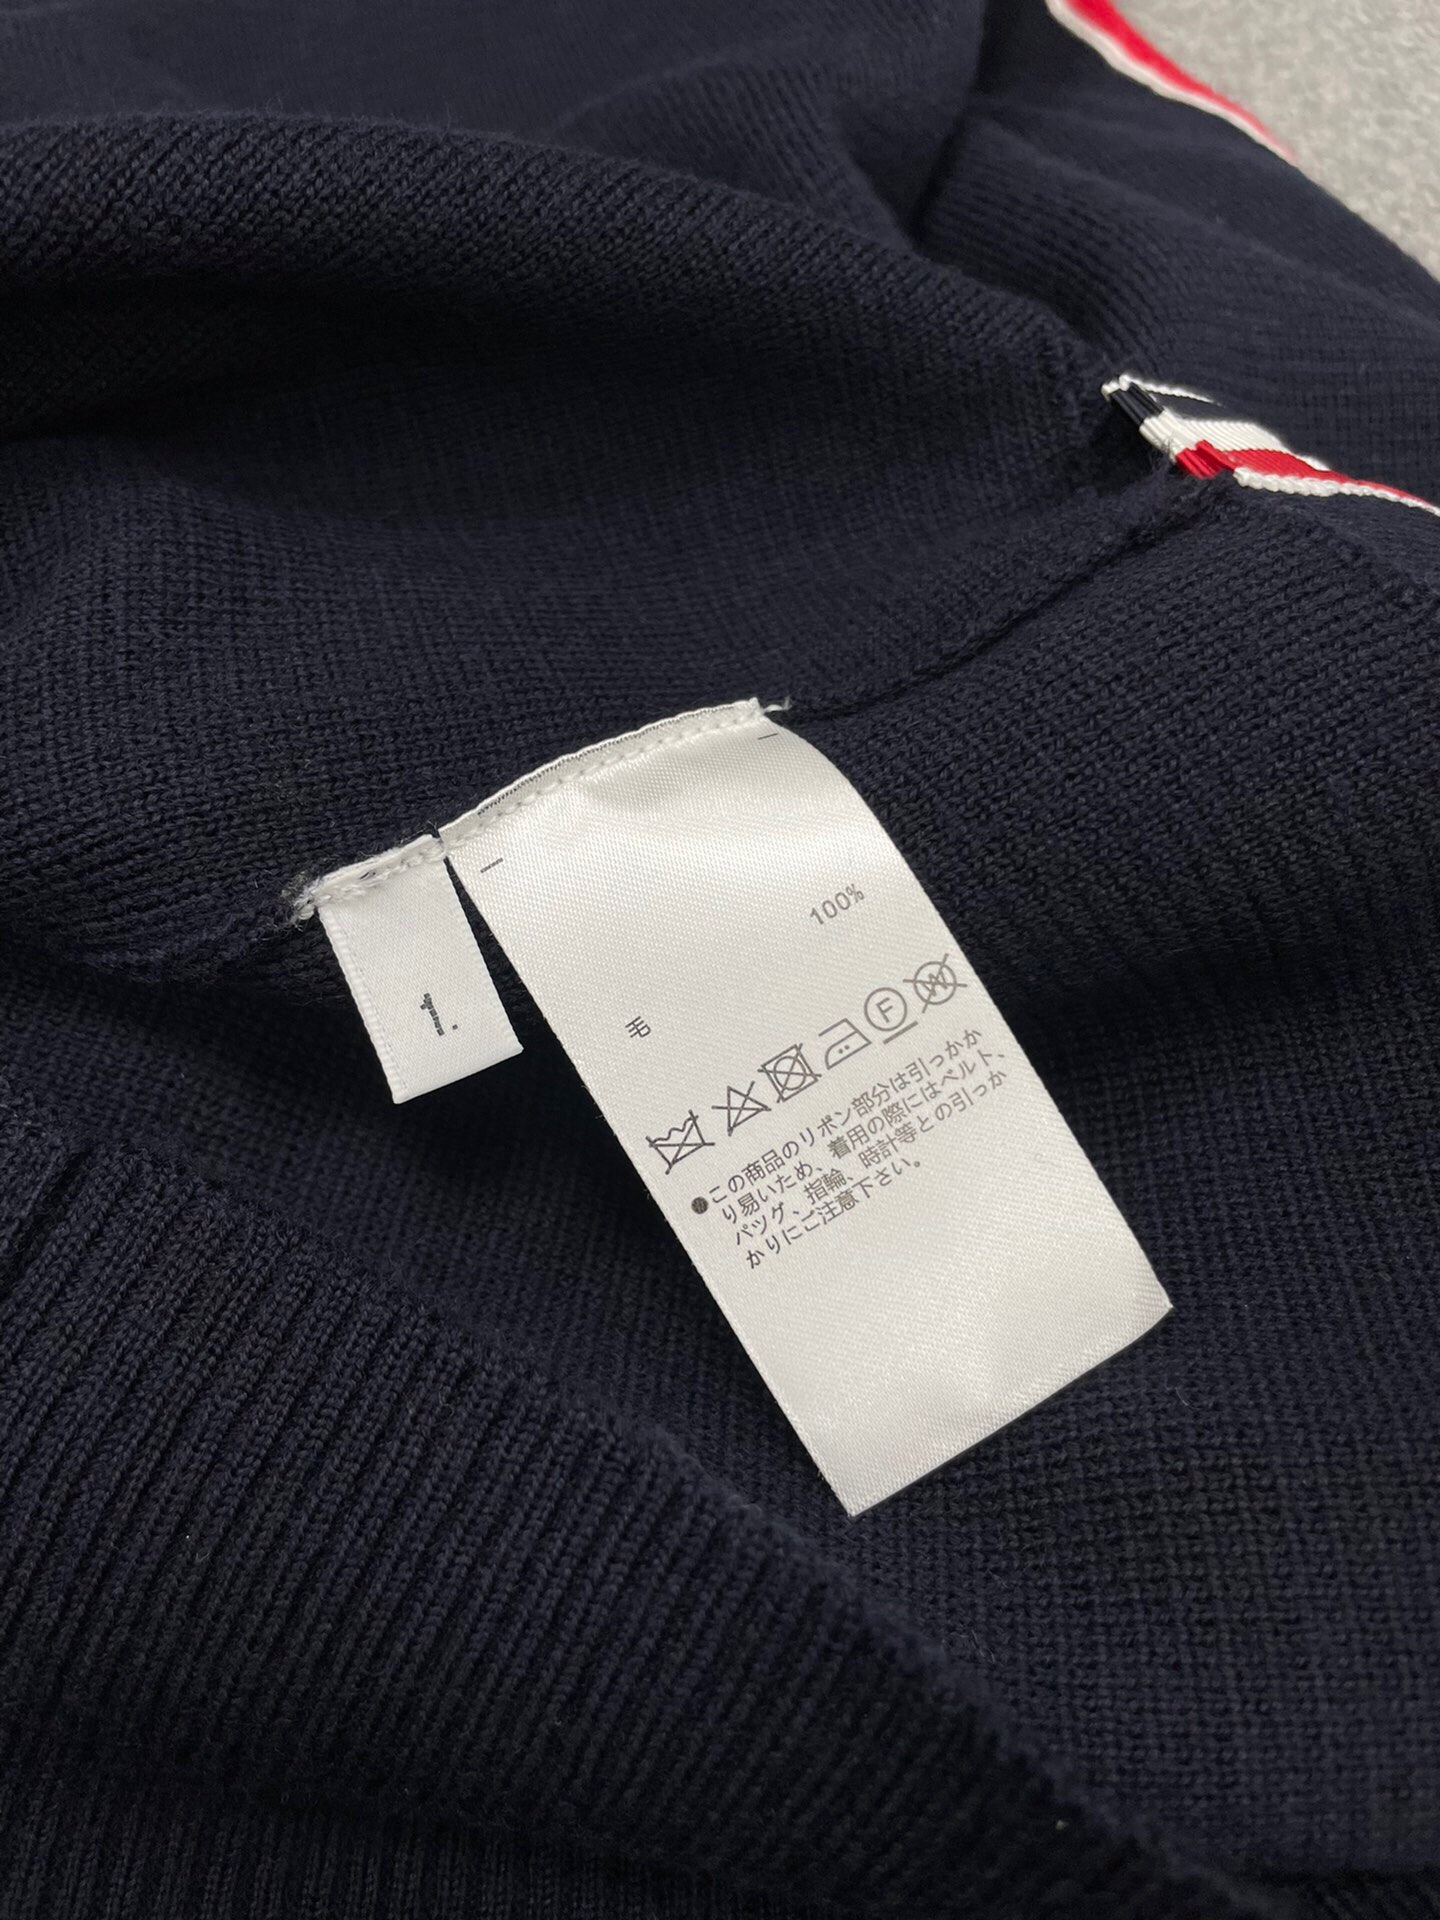 1.
毛 100%
F W
●この商品のリボン部分は引っかか
り易いため、着用の際にはベルト、
バッグ、指輪、時計等との引っか
かりにご注意下さい。